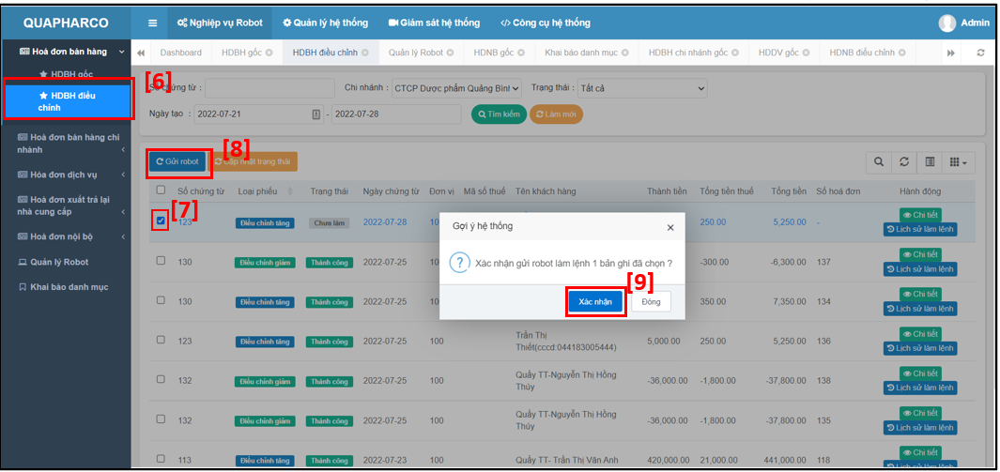 QUAPHARCO
Nghiệp vụ Robot
Quản lý hệ thống
Giám sát hệ thống
</> Công cụ hệ thống
Admin
Hoá đơn bán hàng
Dashboard
HDBH gốc
HDBH điều chỉnh
Quản lý Robot
HDNB gốc
Khai báo danh mục
HDBH chi nhánh gốc
HDDV gốc
HDNB điều chỉnh
HDBH gốc
HDBH điều
chỉnh
[6]
Hoá đơn bán hàng chi
nhánh
Hóa đơn dịch vụ
Hoá đơn xuất trả lại
nhà cung cấp
Hoá đơn nội bộ
Quản lý Robot
Khai báo danh mục
chứng từ :
Chi nhánh : CTCP Dược phẩm Quảng Bình
Trạng thái : Tất cả
Ngày tạo : 2022-07-21 - 2022-07-28
Tìm kiếm
Làm mới
Gửi robot
[8]
nhật trạng thái
Số chứng từ Loại phiếu Trạng thái Ngày chứng từ Đơn vị Mã số thuế Tên khách hàng Thành tiền Tổng tiền thuế Tổng tiền Số hoá đơn Hành động
[7]
123 Điều chỉnh tăng Chưa làm 2022-07-28 10 250.00 5,250.00 -
Chi tiết
Lịch sử làm lệnh
130 Điều chỉnh giảm Thành công 2022-07-25 10 -300.00 -6,300.00 137
Chi tiết
Lịch sử làm lệnh
130 Điều chỉnh tăng Thành công 2022-07-25 10 350.00 7,350.00 134
Chi tiết
Lịch sử làm lệnh
Gợi ý hệ thống
×
? Xác nhận gửi robot làm lệnh 1 bản ghi đã chọn ?
[9]
Xác nhận
Đóng
123 Điều chỉnh tăng Thành công 2022-07-25 100 Trần Thị
Thiết(cccd:044183005444) 5,000.00 250.00 5,250.00 136
Chi tiết
Lịch sử làm lệnh
132 Điều chỉnh giảm Thành công 2022-07-25 100 Quầy TT-Nguyễn Thị Hồng
Thúy -36,000.00 -1,800.00 -37,800.00 138
Chi tiết
Lịch sử làm lệnh
132 Điều chỉnh giảm Thành công 2022-07-25 100 Quầy TT-Nguyễn Thị Hồng
Thúy -36,000.00 -1,800.00 -37,800.00 135
Chi tiết
Lịch sử làm lệnh
113 Điều chỉnh tăng Thành công 2022-07-23 100 Quầy TT- Trần Thị Vân Anh 420,000.00 21,000.00 441,000.00 118
Chi tiết
Lịch sử làm lệnh